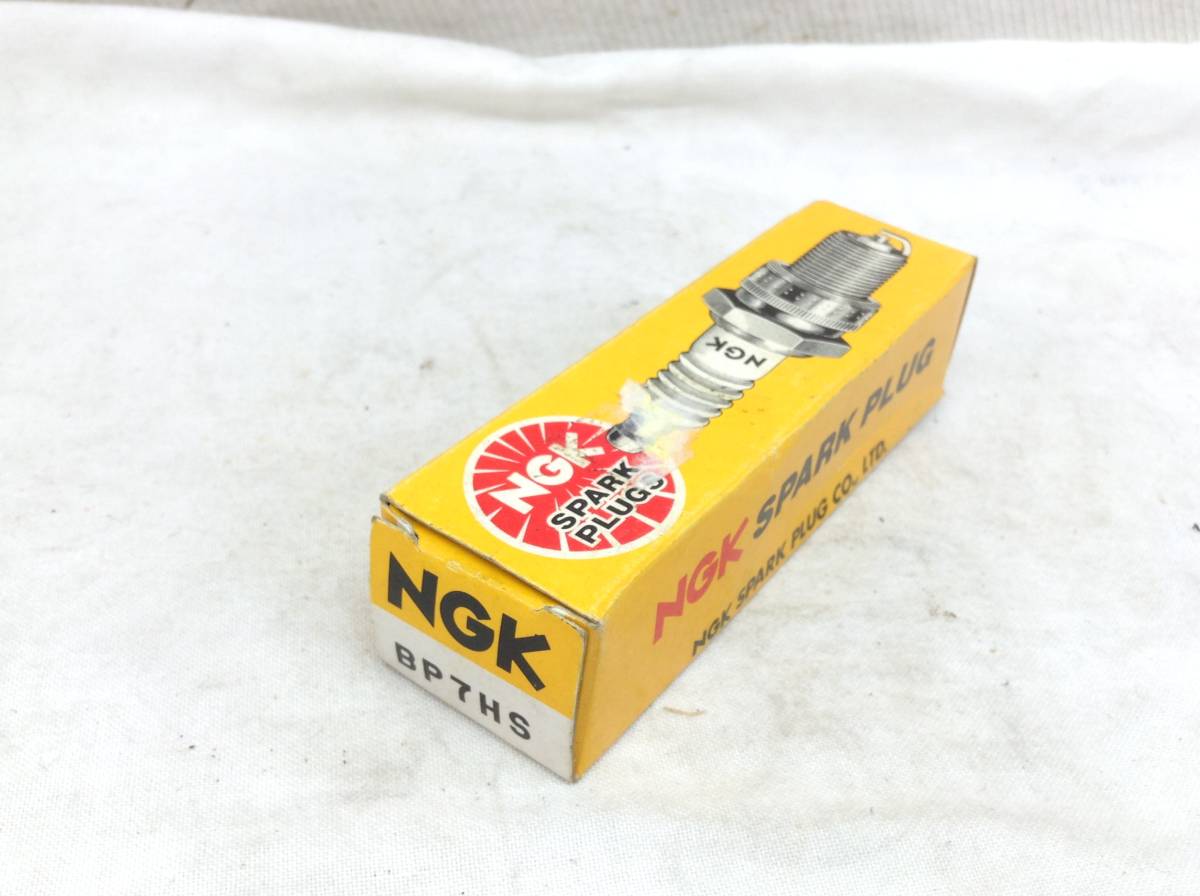 NGK
NGK
SPARK
PLUGS
NGK SPARK PLUG
NGK SPARK PLUG CO., LTD.
NGK
BP7HS